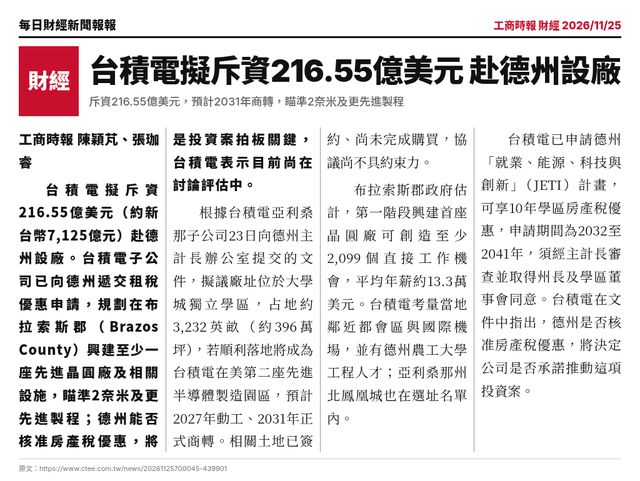 每日財經新聞報報
工商時報 財經 2026/11/25
財經
台積電擬斥資216.55億美元 赴德州設廠
斥資216.55億美元，預計2031年商轉，瞄準2奈米及更先進製程
工商時報 陳穎芃、張珈
睿
台積電擬斥資
216.55億美元（約新
台幣7,125億元）赴德
州設廠。台積電子公
司已向德州遞交租稅
優惠申請，規劃在布
拉索斯郡（Brazos
County）興建至少一
座先進晶圓廠及相關
設施，瞄準2奈米及更
先進製程；德州能否
核准房產稅優惠，將
是投資案拍板關鍵，
台積電表示目前尚在
討論評估中。
根據台積電亞利桑
那子公司23日向德州主
計長辦公室提交的文
件，擬議廠址位於大學
城獨立學區，占地約
3,232英畝（約396萬
坪），若順利落地將成為
台積電在美第二座先進
半導體製造園區，預計
2027年動工、2031年正
式商轉。相關土地已簽
約、尚未完成購買，協
議尚不具約束力。
布拉索斯郡政府估
計，第一階段興建首座
晶圓廠可創造至少
2,099個直接工作機
會，平均年薪約13.3萬
美元。台積電考量當地
鄰近都會區與國際機
場，並有德州農工大學
工程人才；亞利桑那州
北鳳凰城也在選址名單
內。
台積電已申請德州
「就業、能源、科技與
創新」（JETI）計畫，
可享10年學區房產稅優
惠，申請期間為2032至
2041年，須經主計長審
查並取得州長及學區董
事會同意。台積電在文
件中指出，德州是否核
准房產稅優惠，將決定
公司是否承諾推動這項
投資案。
原文：https://www.ctee.com.tw/news/20261125700045-439901